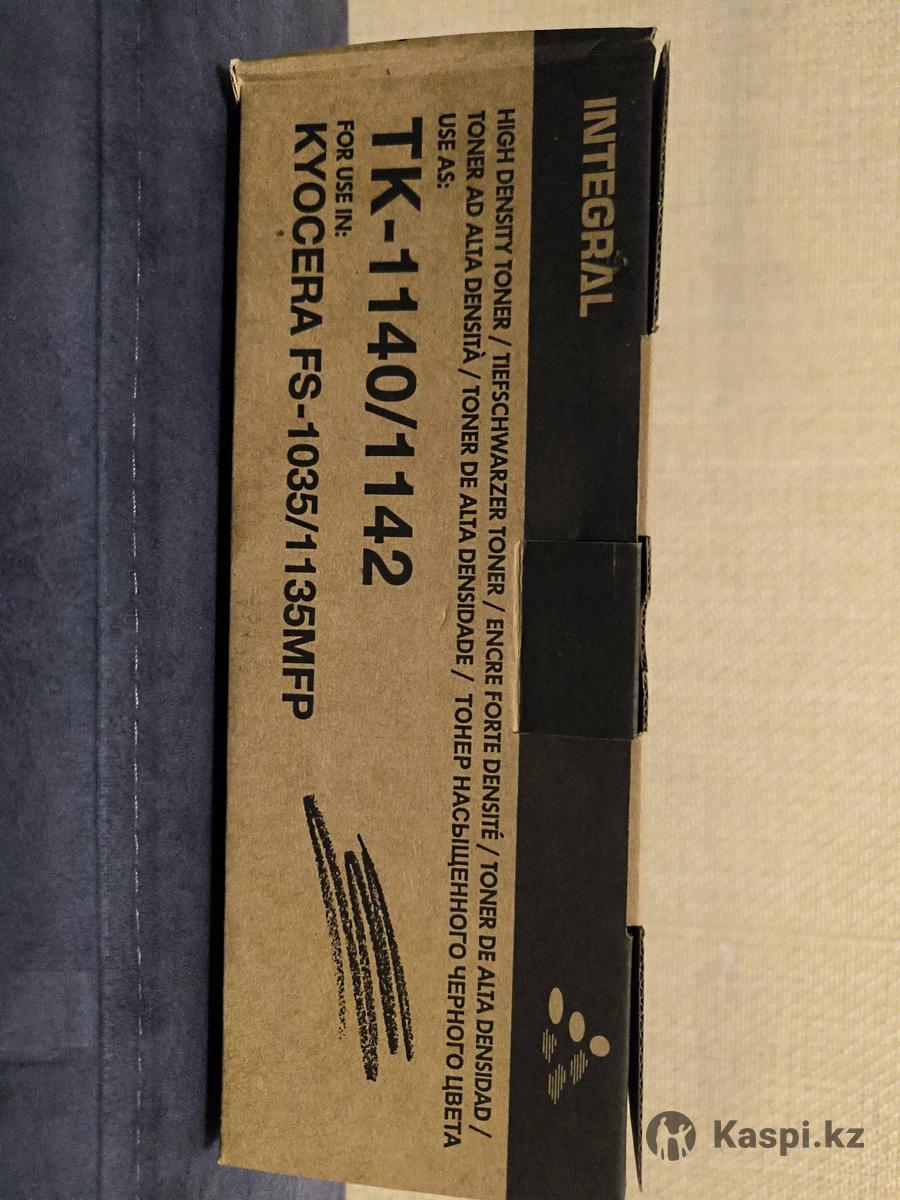 INTEGRAL
HIGH DENSITY TONER / TIEFSCHWARZER TONER / ENCRE FORTE DENSITÉ / TONER DE ALTA DENSIDAD /
TONER AD ALTA DENSITÀ / TONER DE ALTA DENSIDADE / ТОНЕР НАСЫЩЕННОГО ЧЕРНОГО ЦВЕТА
USE AS:
TK-1140/1142
FOR USE IN:
KYOCERA FS-1035/1135MFP
Kaspi.kz